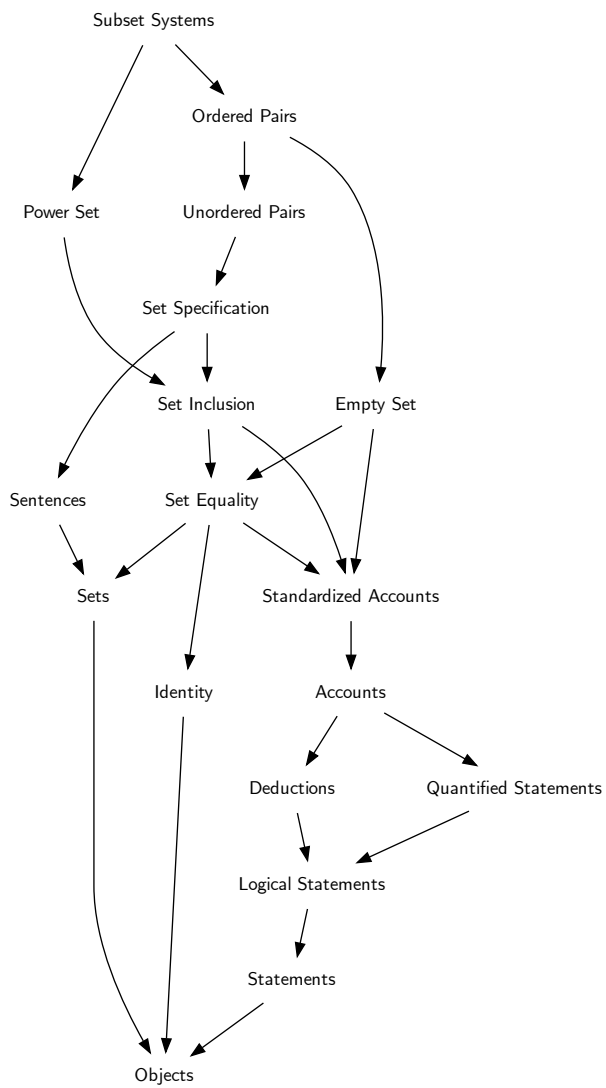 Subset Systems
Ordered Pairs
Power Set
Unordered Pairs
Set Specification
Set Inclusion
Empty Set
Sentences
Set Equality
Sets
Standardized Accounts
Identity
Accounts
Deductions
Quantified Statements
Logical Statements
Statements
Objects